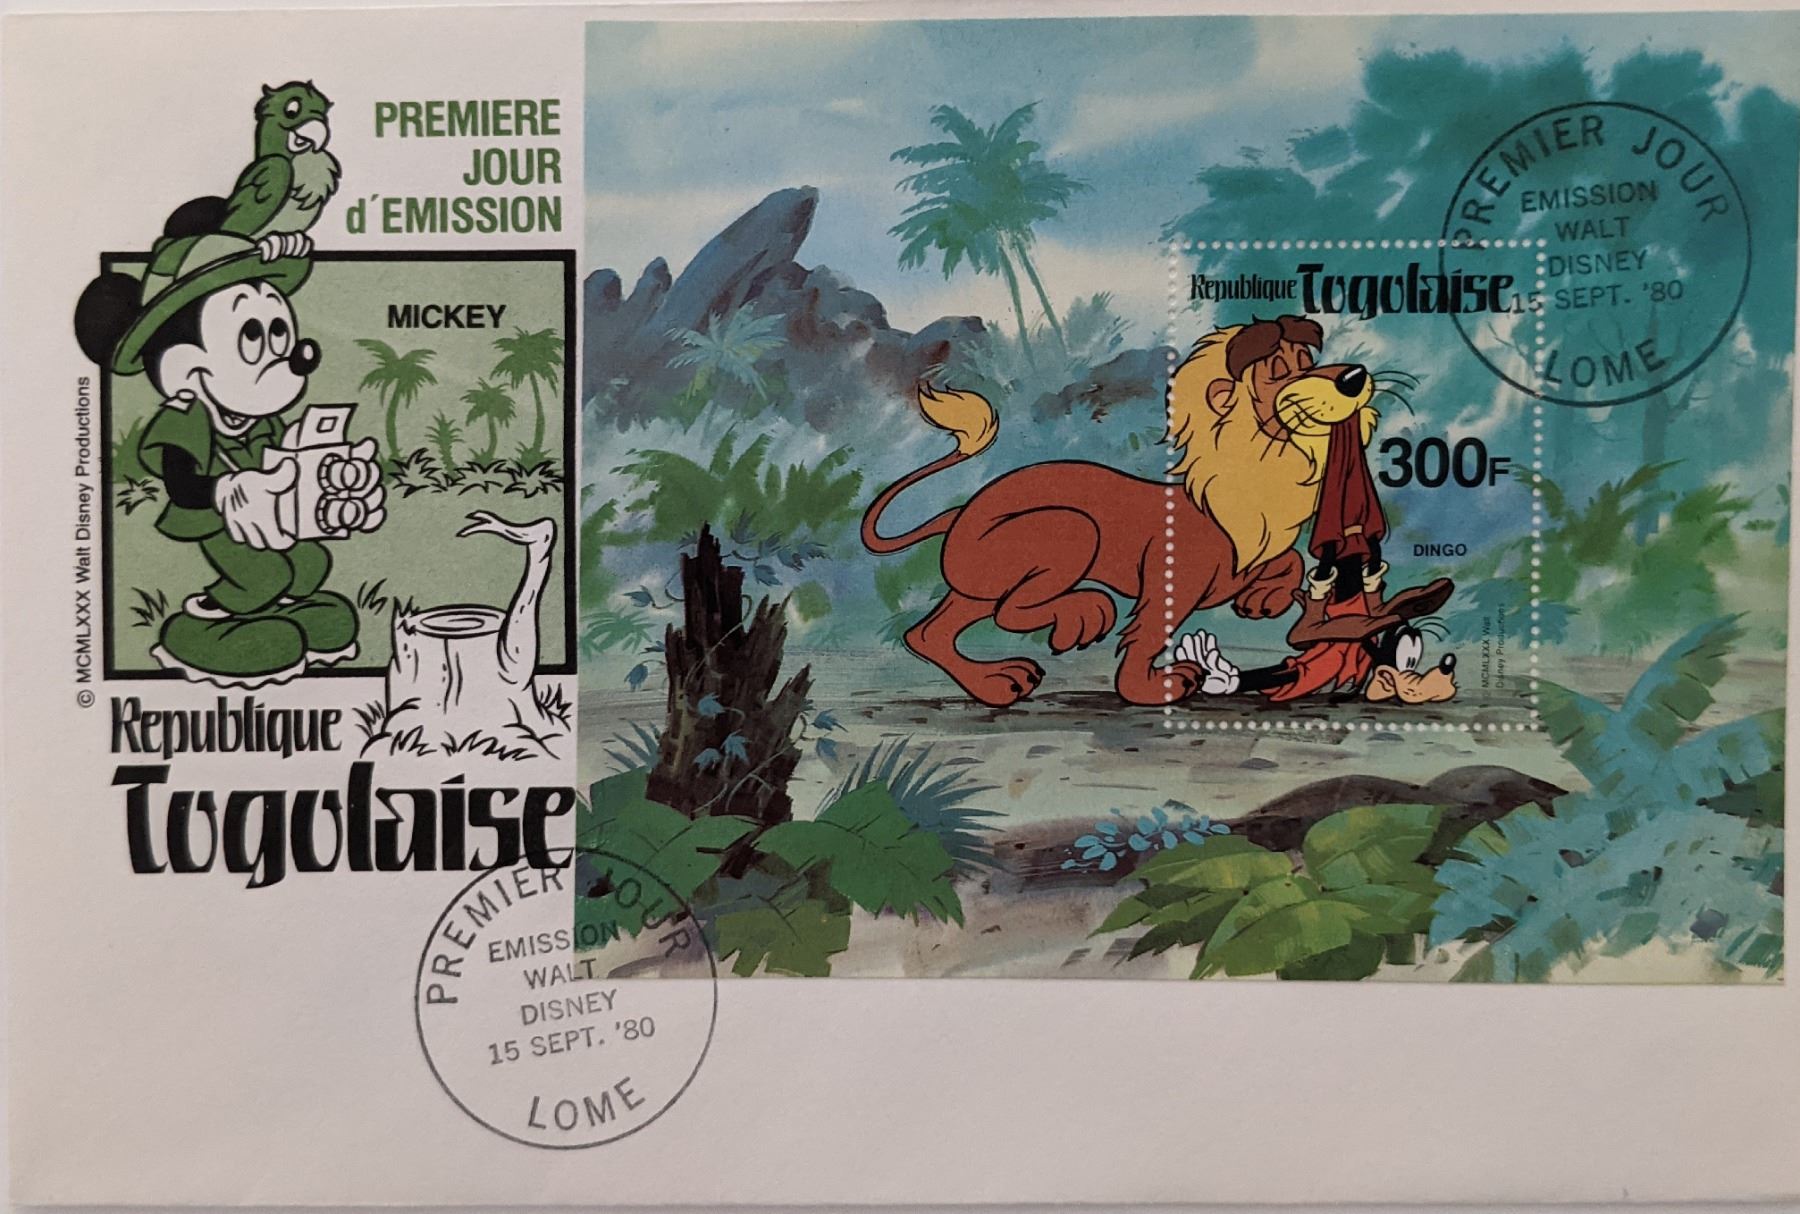 PREMIERE
JOUR
d'EMISSION
MICKEY
© MCMLXXX Walt Disney Productions
Republique
Togolaise
PREMIER JOUR
EMISSION
WALT
DISNEY
15 SEPT. '80
LOME
Republique Togolaise
300F
DINGO
© MCMLXXX Walt
Disney Productions
PREMIER JOUR
EMISSION
WALT
DISNEY
15 SEPT. '80
LOME